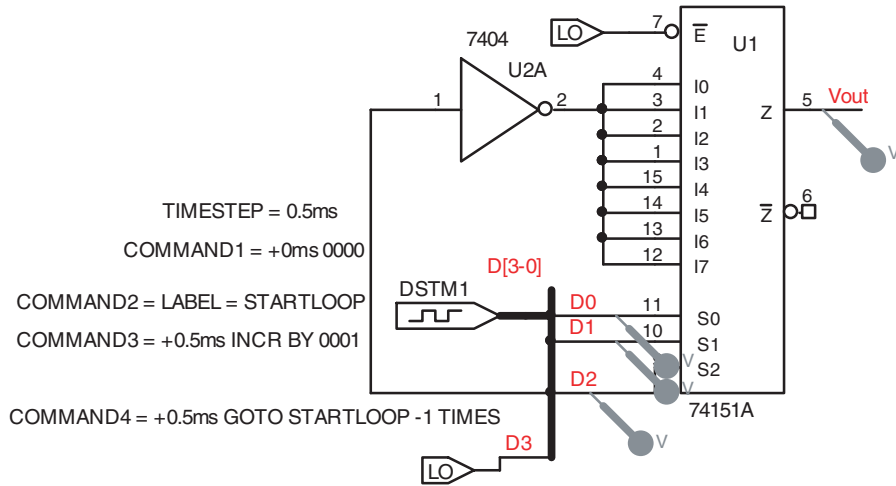 7404
U2A
LO
7
E
U1
1
2
4
I0
3
I1
2
I2
1
I3
15
I4
14
I5
13
I6
12
I7
Z
5
Vout
V
Z
6
TIMESTEP = 0.5ms
COMMAND1 = +0ms 0000
D[3-0]
DSTM1
COMMAND2 = LABEL = STARTLOOP
COMMAND3 = +0.5ms INCR BY 0001
D0
11
S0
D1
10
S1
V
S2
V
D2
COMMAND4 = +0.5ms GOTO STARTLOOP -1 TIMES
74151A
V
D3
LO